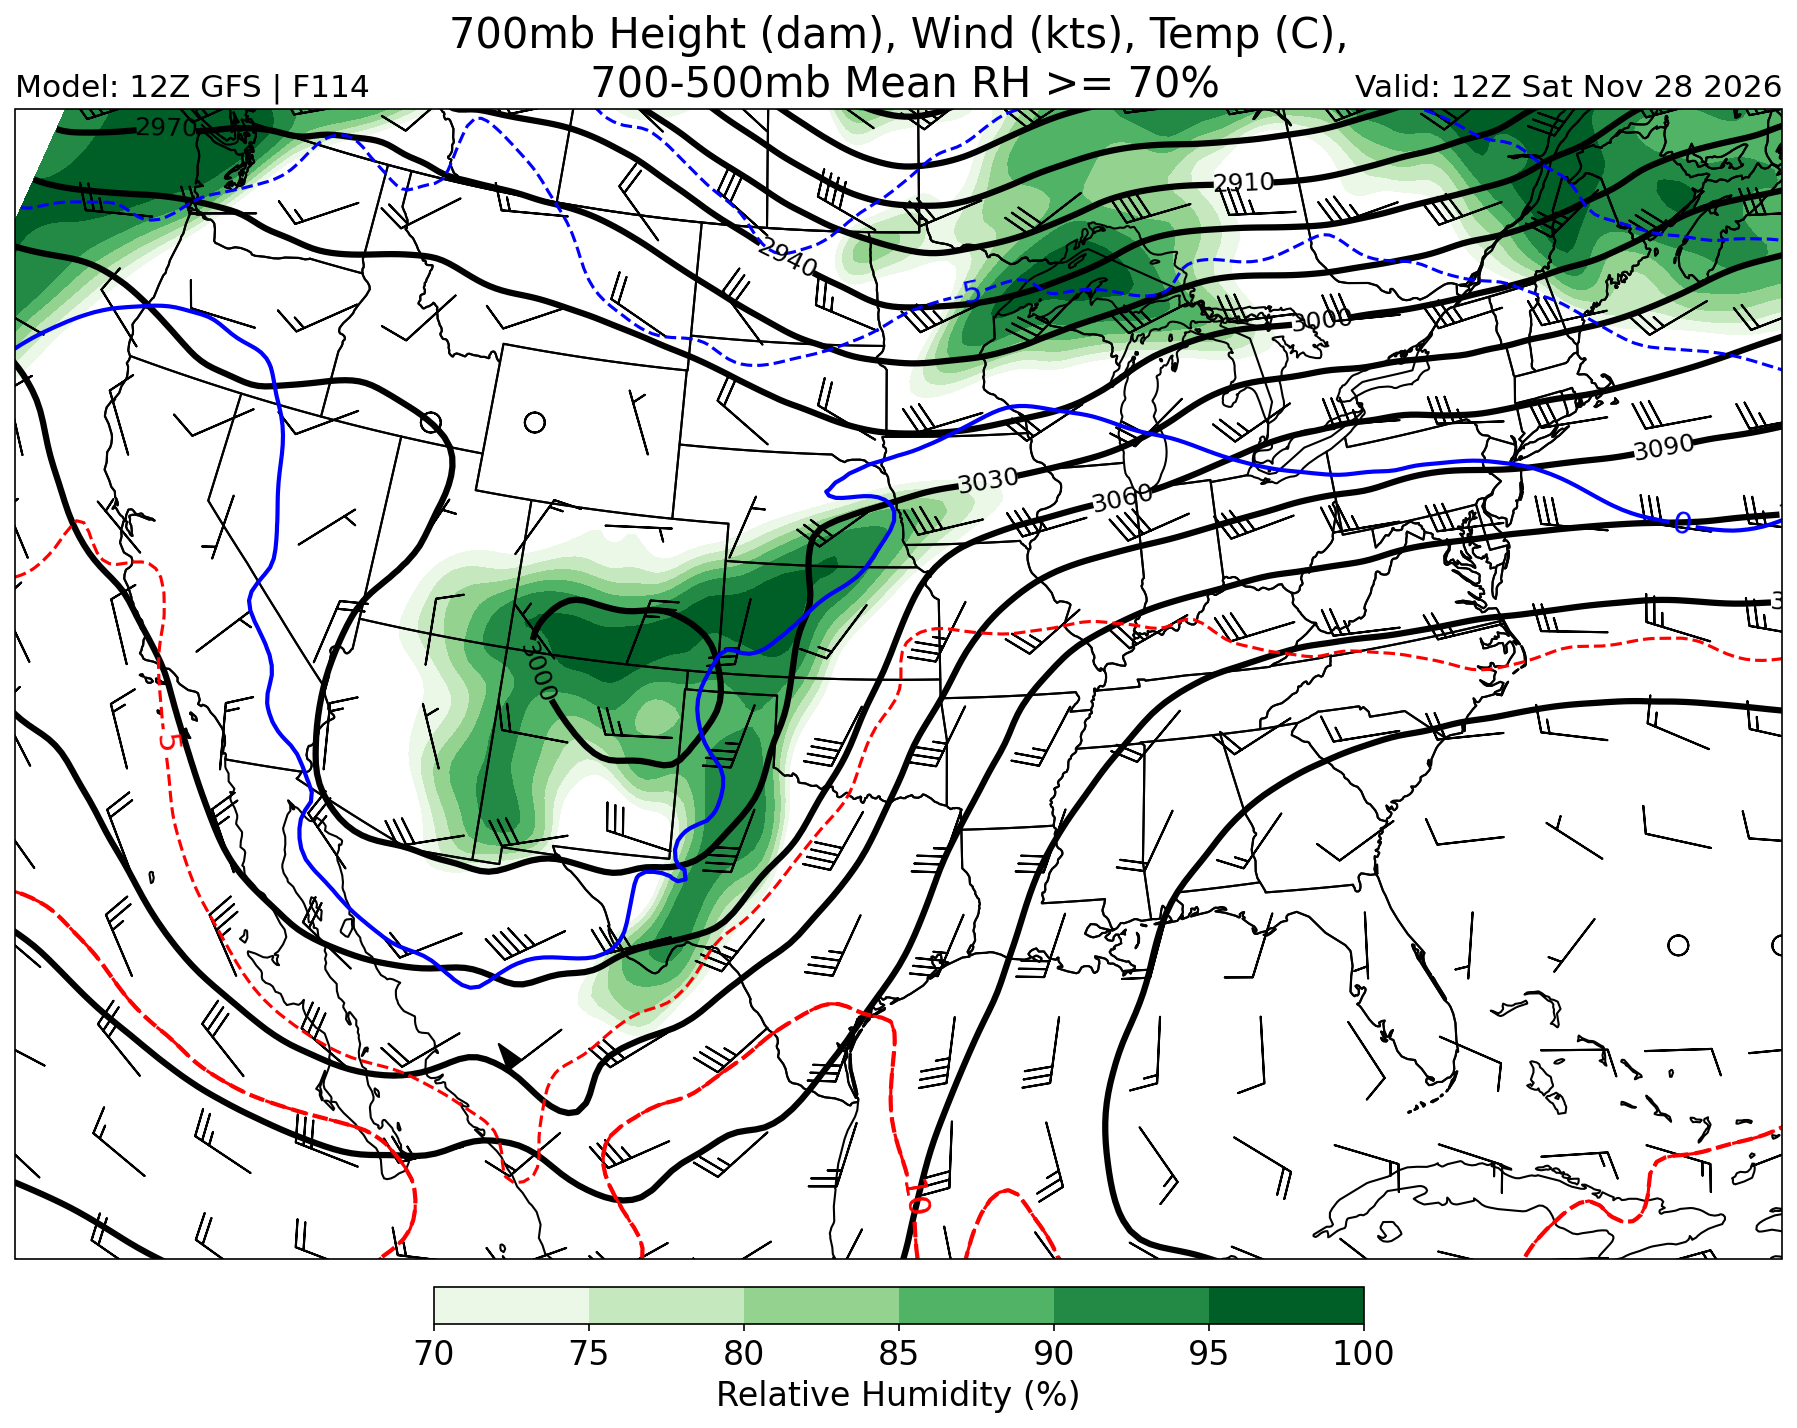 700mb Height (dam), Wind (kts), Temp (C),
700-500mb Mean RH >= 70%
Model: 12Z GFS | F114
Valid: 12Z Sat Nov 28 2026
2970
2910
2940
-5
3000
3090
3030
3060
0
3000
5
10
70 75 80 85 90 95 100
Relative Humidity (%)